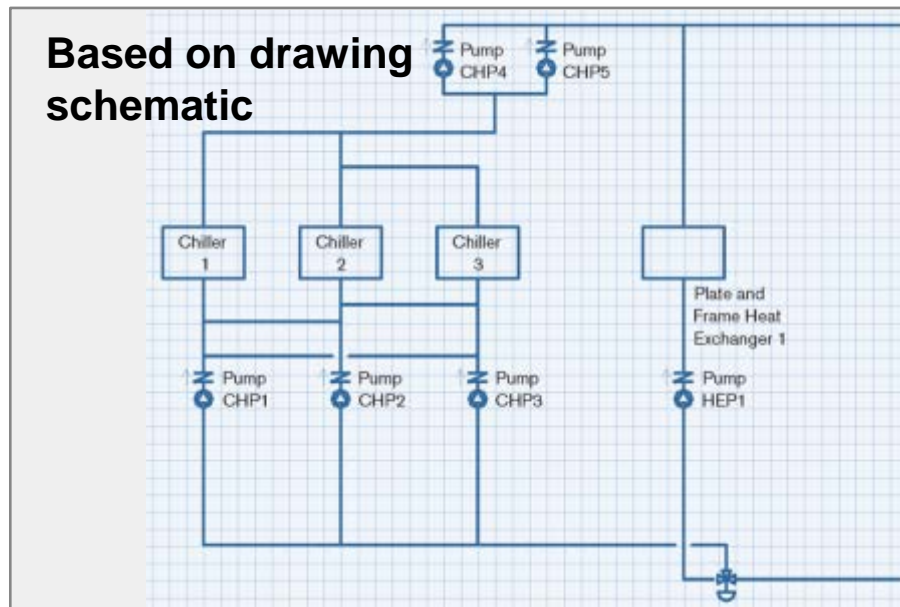 Based on drawing
schematic
Pump
CHP4
Pump
CHP5
Chiller
1
Chiller
2
Chiller
3
Plate and
Frame Heat
Exchanger 1
Pump
CHP1
Pump
CHP2
Pump
CHP3
Pump
HEP1